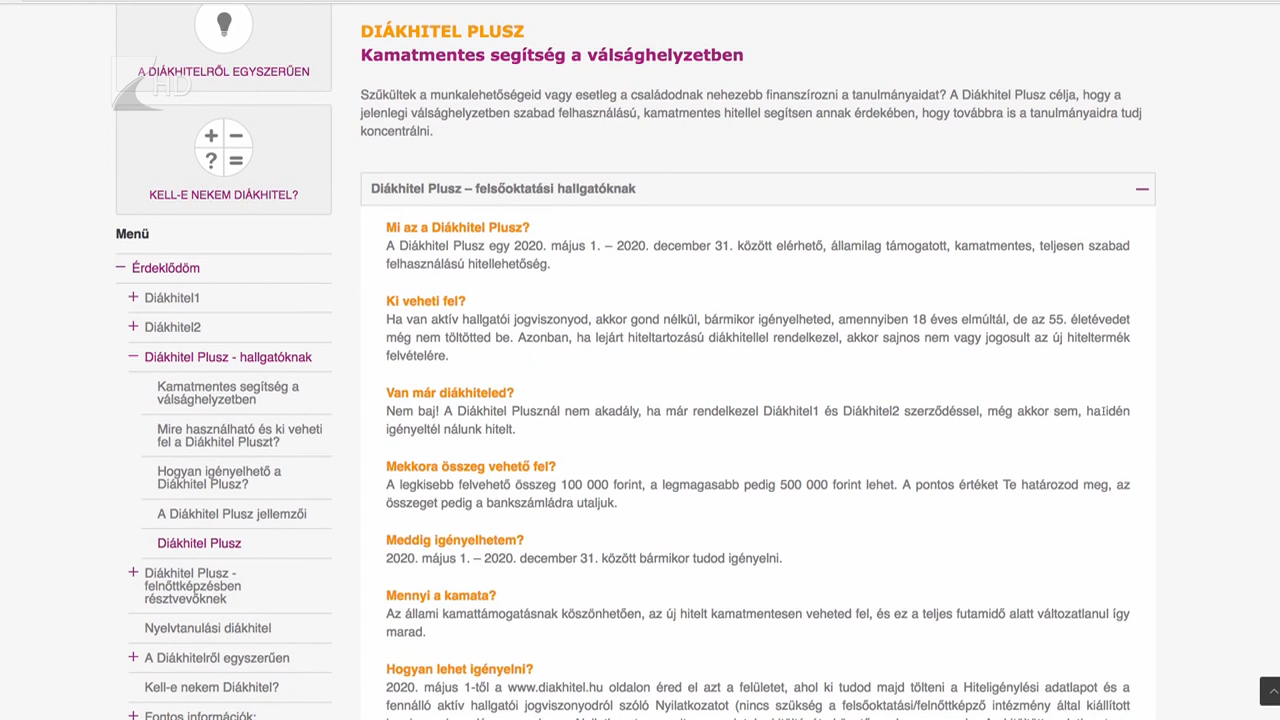 A DIÁKHITELRŐL EGYSZERŰEN
HD
KELL-E NEKEM DIÁKHITEL?
Menü
Érdeklődöm
Diákhitel1
Diákhitel2
Diákhitel Plusz - hallgatóknak
Kamatmentes segítség a
válsághelyzetben
Mire használható és ki veheti
fel a Diákhitel Pluszt?
Hogyan igényelhető a
Diákhitel Plusz?
A Diákhitel Plusz jellemzői
Diákhitel Plusz
Diákhitel Plusz -
felnőttképzésben
résztvevőknek
Nyelvtanulási diákhitel
A Diákhitelről egyszerűen
Kell-e nekem Diákhitel?
Fontos információk:
DIÁKHITEL PLUSZ
Kamatmentes segítség a válsághelyzetben
Szűkültek a munkalehetőségeid vagy esetleg a családodnak nehezebb finanszírozni a tanulmányaidat? A Diákhitel Plusz célja, hogy a
jelenlegi válsághelyzetben szabad felhasználású, kamatmentes hitellel segítsen annak érdekében, hogy továbbra is a tanulmányaidra tudj
koncentrálni.
Diákhitel Plusz – felsőoktatási hallgatóknak
Mi az a Diákhitel Plusz?
A Diákhitel Plusz egy 2020. május 1. – 2020. december 31. között elérhető, államilag támogatott, kamatmentes, teljesen szabad
felhasználású hitellehetőség.
Ki veheti fel?
Ha van aktív hallgatói jogviszonyod, akkor gond nélkül, bármikor igényelheted, amennyiben 18 éves elmúltál, de az 55. életévedet
még nem töltötted be. Azonban, ha lejárt hiteltartozású diákhitellel rendelkezel, akkor sajnos nem vagy jogosult az új hiteltermék
felvételére.
Van már diákhiteled?
Nem baj! A Diákhitel Plusznál nem akadály, ha már rendelkezel Diákhitel1 és Diákhitel2 szerződéssel, még akkor sem, ha idén
igényeltél nálunk hitelt.
Mekkora összeg vehető fel?
A legkisebb felvehető összeg 100 000 forint, a legmagasabb pedig 500 000 forint lehet. A pontos értéket Te határozod meg, az
összeget pedig a bankszámládra utaljuk.
Meddig igényelhetem?
2020. május 1. – 2020. december 31. között bármikor tudod igényelni.
Mennyi a kamata?
Az állami kamattámogatásnak köszönhetően, az új hitelt kamatmentesen veheted fel, és ez a teljes futamidő alatt változatlanul így
marad.
Hogyan lehet igényelni?
2020. május 1-től a www.diakhitel.hu oldalon éred el azt a felületet, ahol ki tudod majd tölteni a Hiteligénylési adatlapot és a
fennálló aktív hallgatói jogviszonyodról szóló Nyilatkozatot (nincs szükség a felsőoktatási/felnőttképző intézmény által kiállított